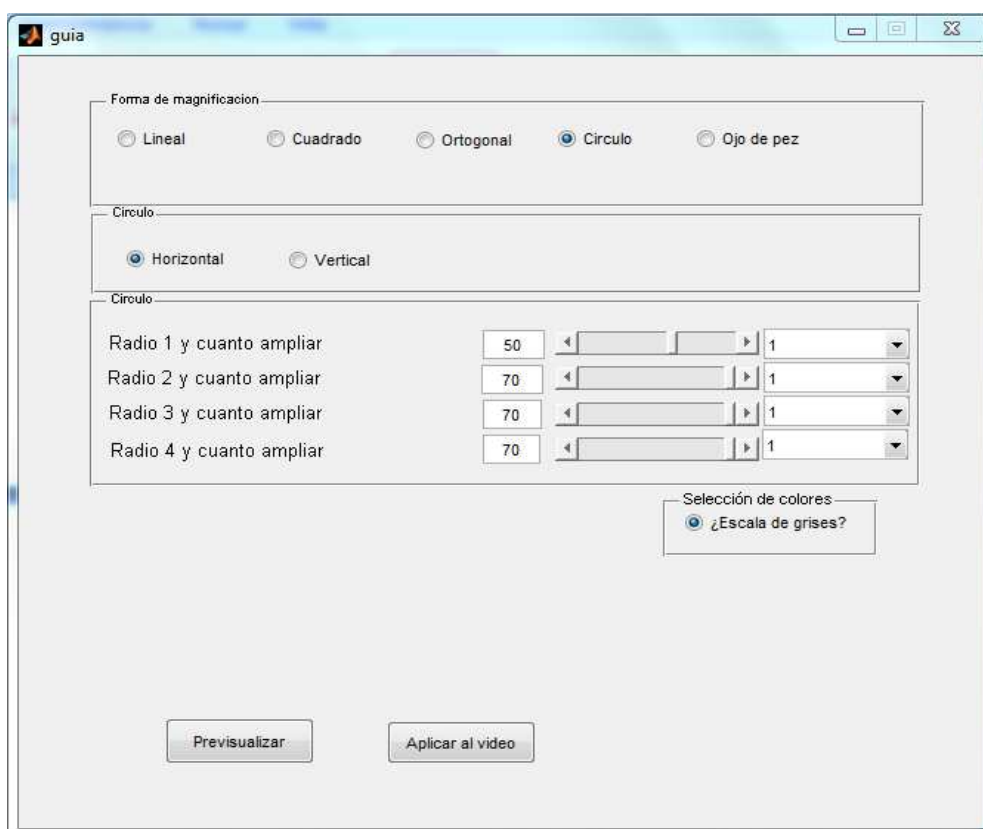 guia
Forma de magnificacion
Lineal Cuadrado Ortogonal Circulo Ojo de pez
Circulo
Horizontal Vertical
Circulo
Radio 1 y cuanto ampliar 50 1
Radio 2 y cuanto ampliar 70 1
Radio 3 y cuanto ampliar 70 1
Radio 4 y cuanto ampliar 70 1
Selección de colores
¿Escala de grises?
Previsualizar Aplicar al video